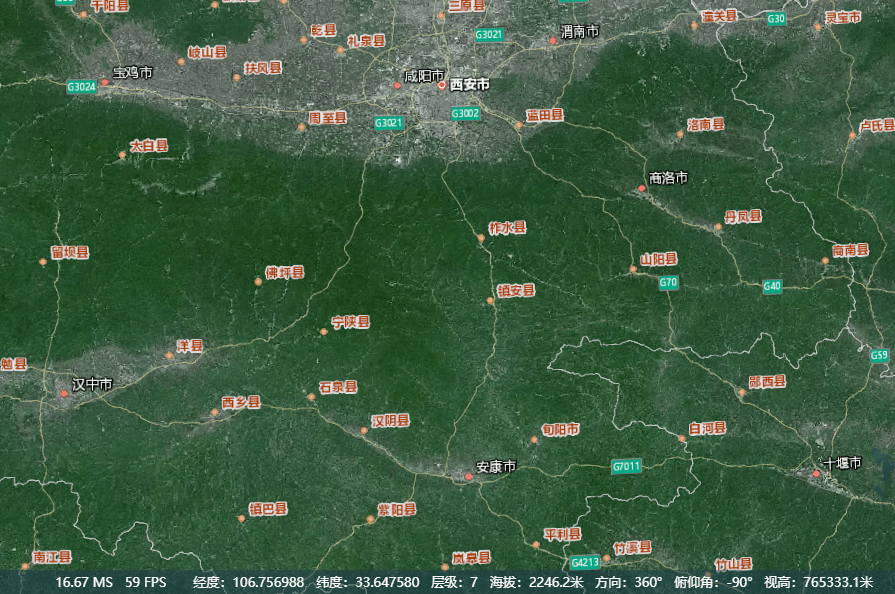 千阳县
三原县
潼关县
G30
灵宝市
乾县
G3021
渭南市
礼泉县
岐山县
扶风县
宝鸡市
咸阳市
西安市
G3024
周至县
G3021
G3002
蓝田县
洛南县
卢氏县
太白县
商洛市
丹凤县
柞水县
留坝县
山阳县
商南县
佛坪县
G70
G40
镇安县
宁陕县
洋县
G59
勉县
汉中市
石泉县
郧西县
西乡县
汉阴县
旬阳市
白河县
安康市
G7011
十堰市
镇巴县
紫阳县
平利县
竹溪县
南江县
岚泉县
G4213
竹山县
16.67 MS 59 FPS 经度：106.756988 纬度：33.647580 层级：7 海拔：2246.2米 方向：360° 俯仰角：-90° 视高：765333.1米